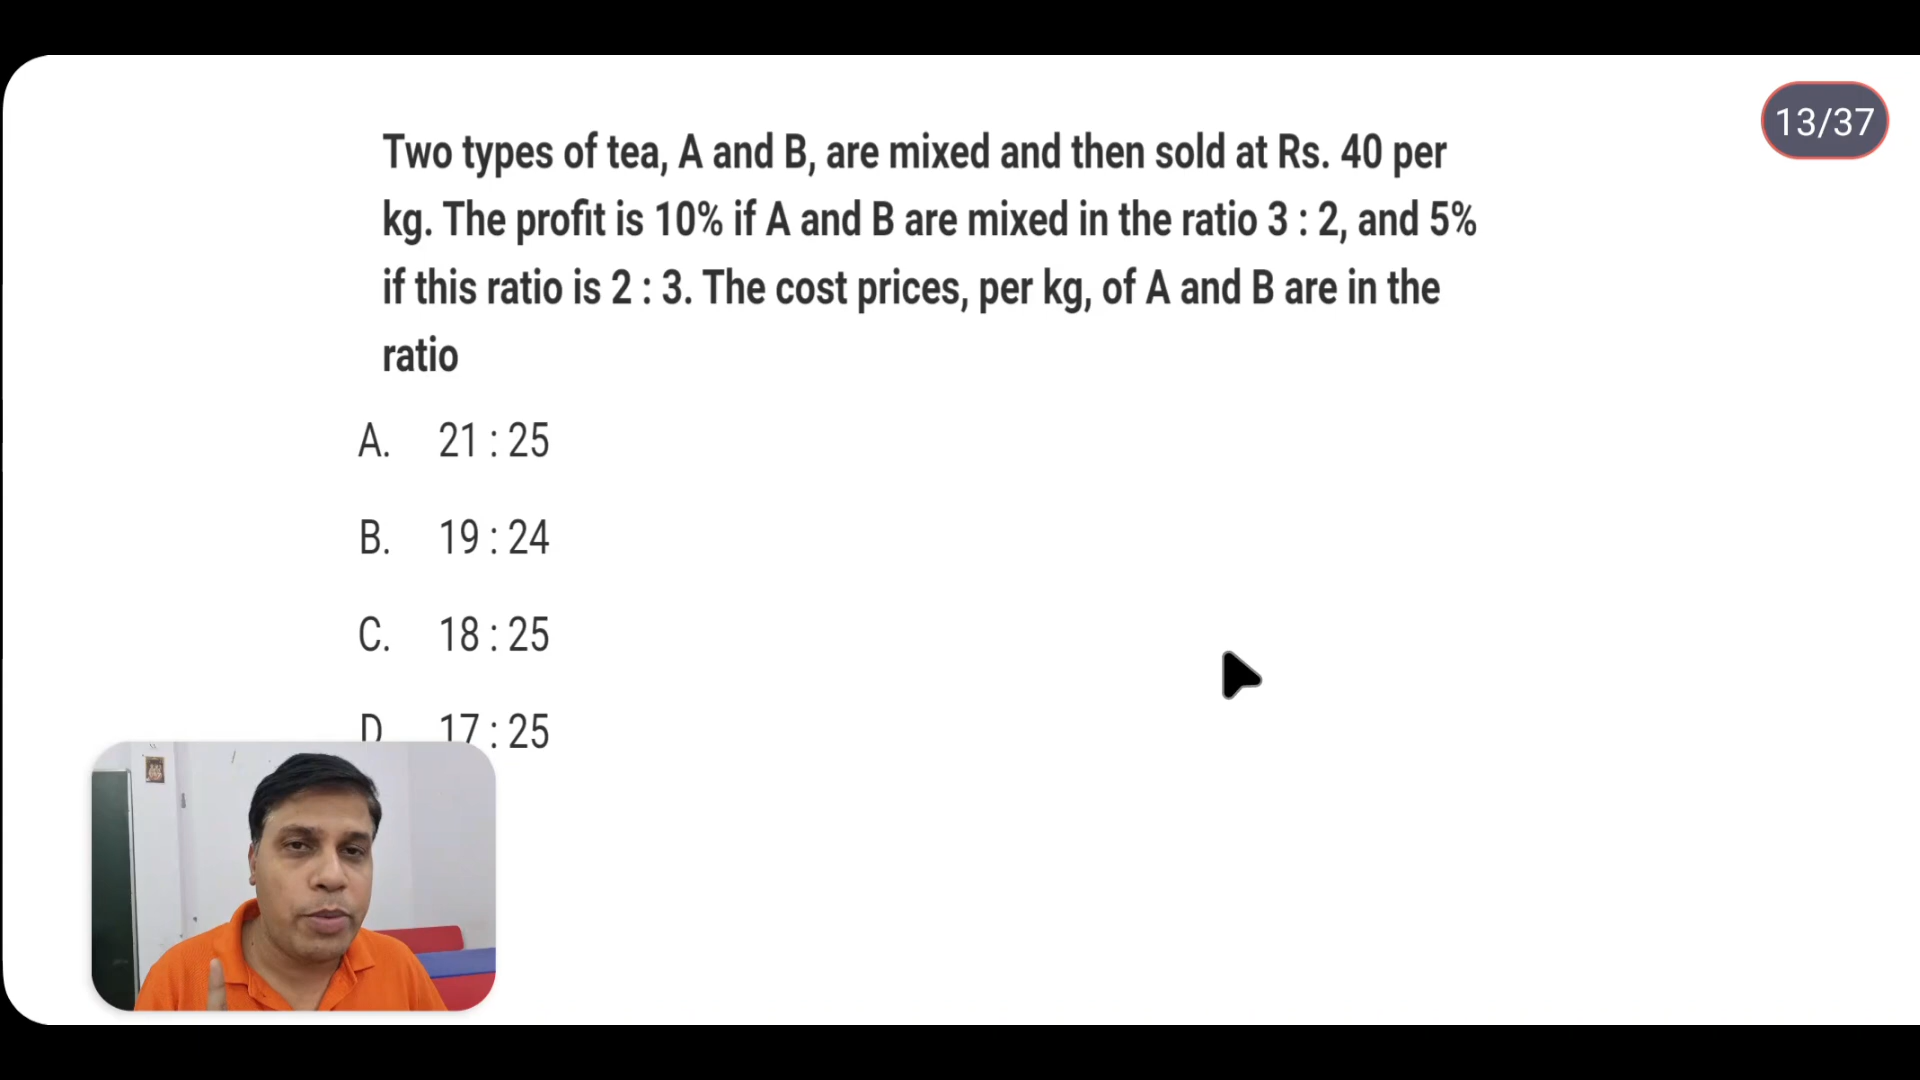 13/37
Two types of tea, A and B, are mixed and then sold at Rs. 40 per
kg. The profit is 10% if A and B are mixed in the ratio 3 : 2, and 5%
if this ratio is 2 : 3. The cost prices, per kg, of A and B are in the
ratio
A. 21 : 25
B. 19 : 24
C. 18 : 25
D 17 : 25